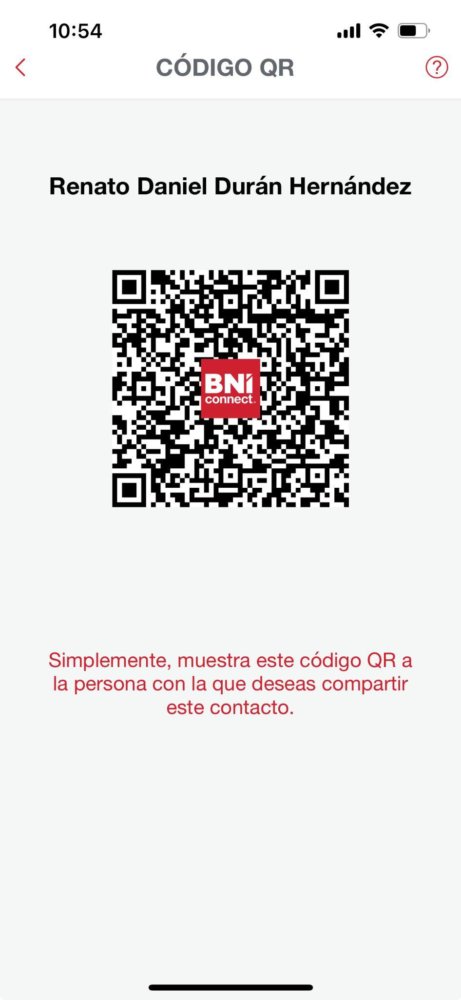 10:54
CÓDIGO QR
?
Renato Daniel Durán Hernández
BNI
connect®
Simplemente, muestra este código QR a
la persona con la que deseas compartir
este contacto.